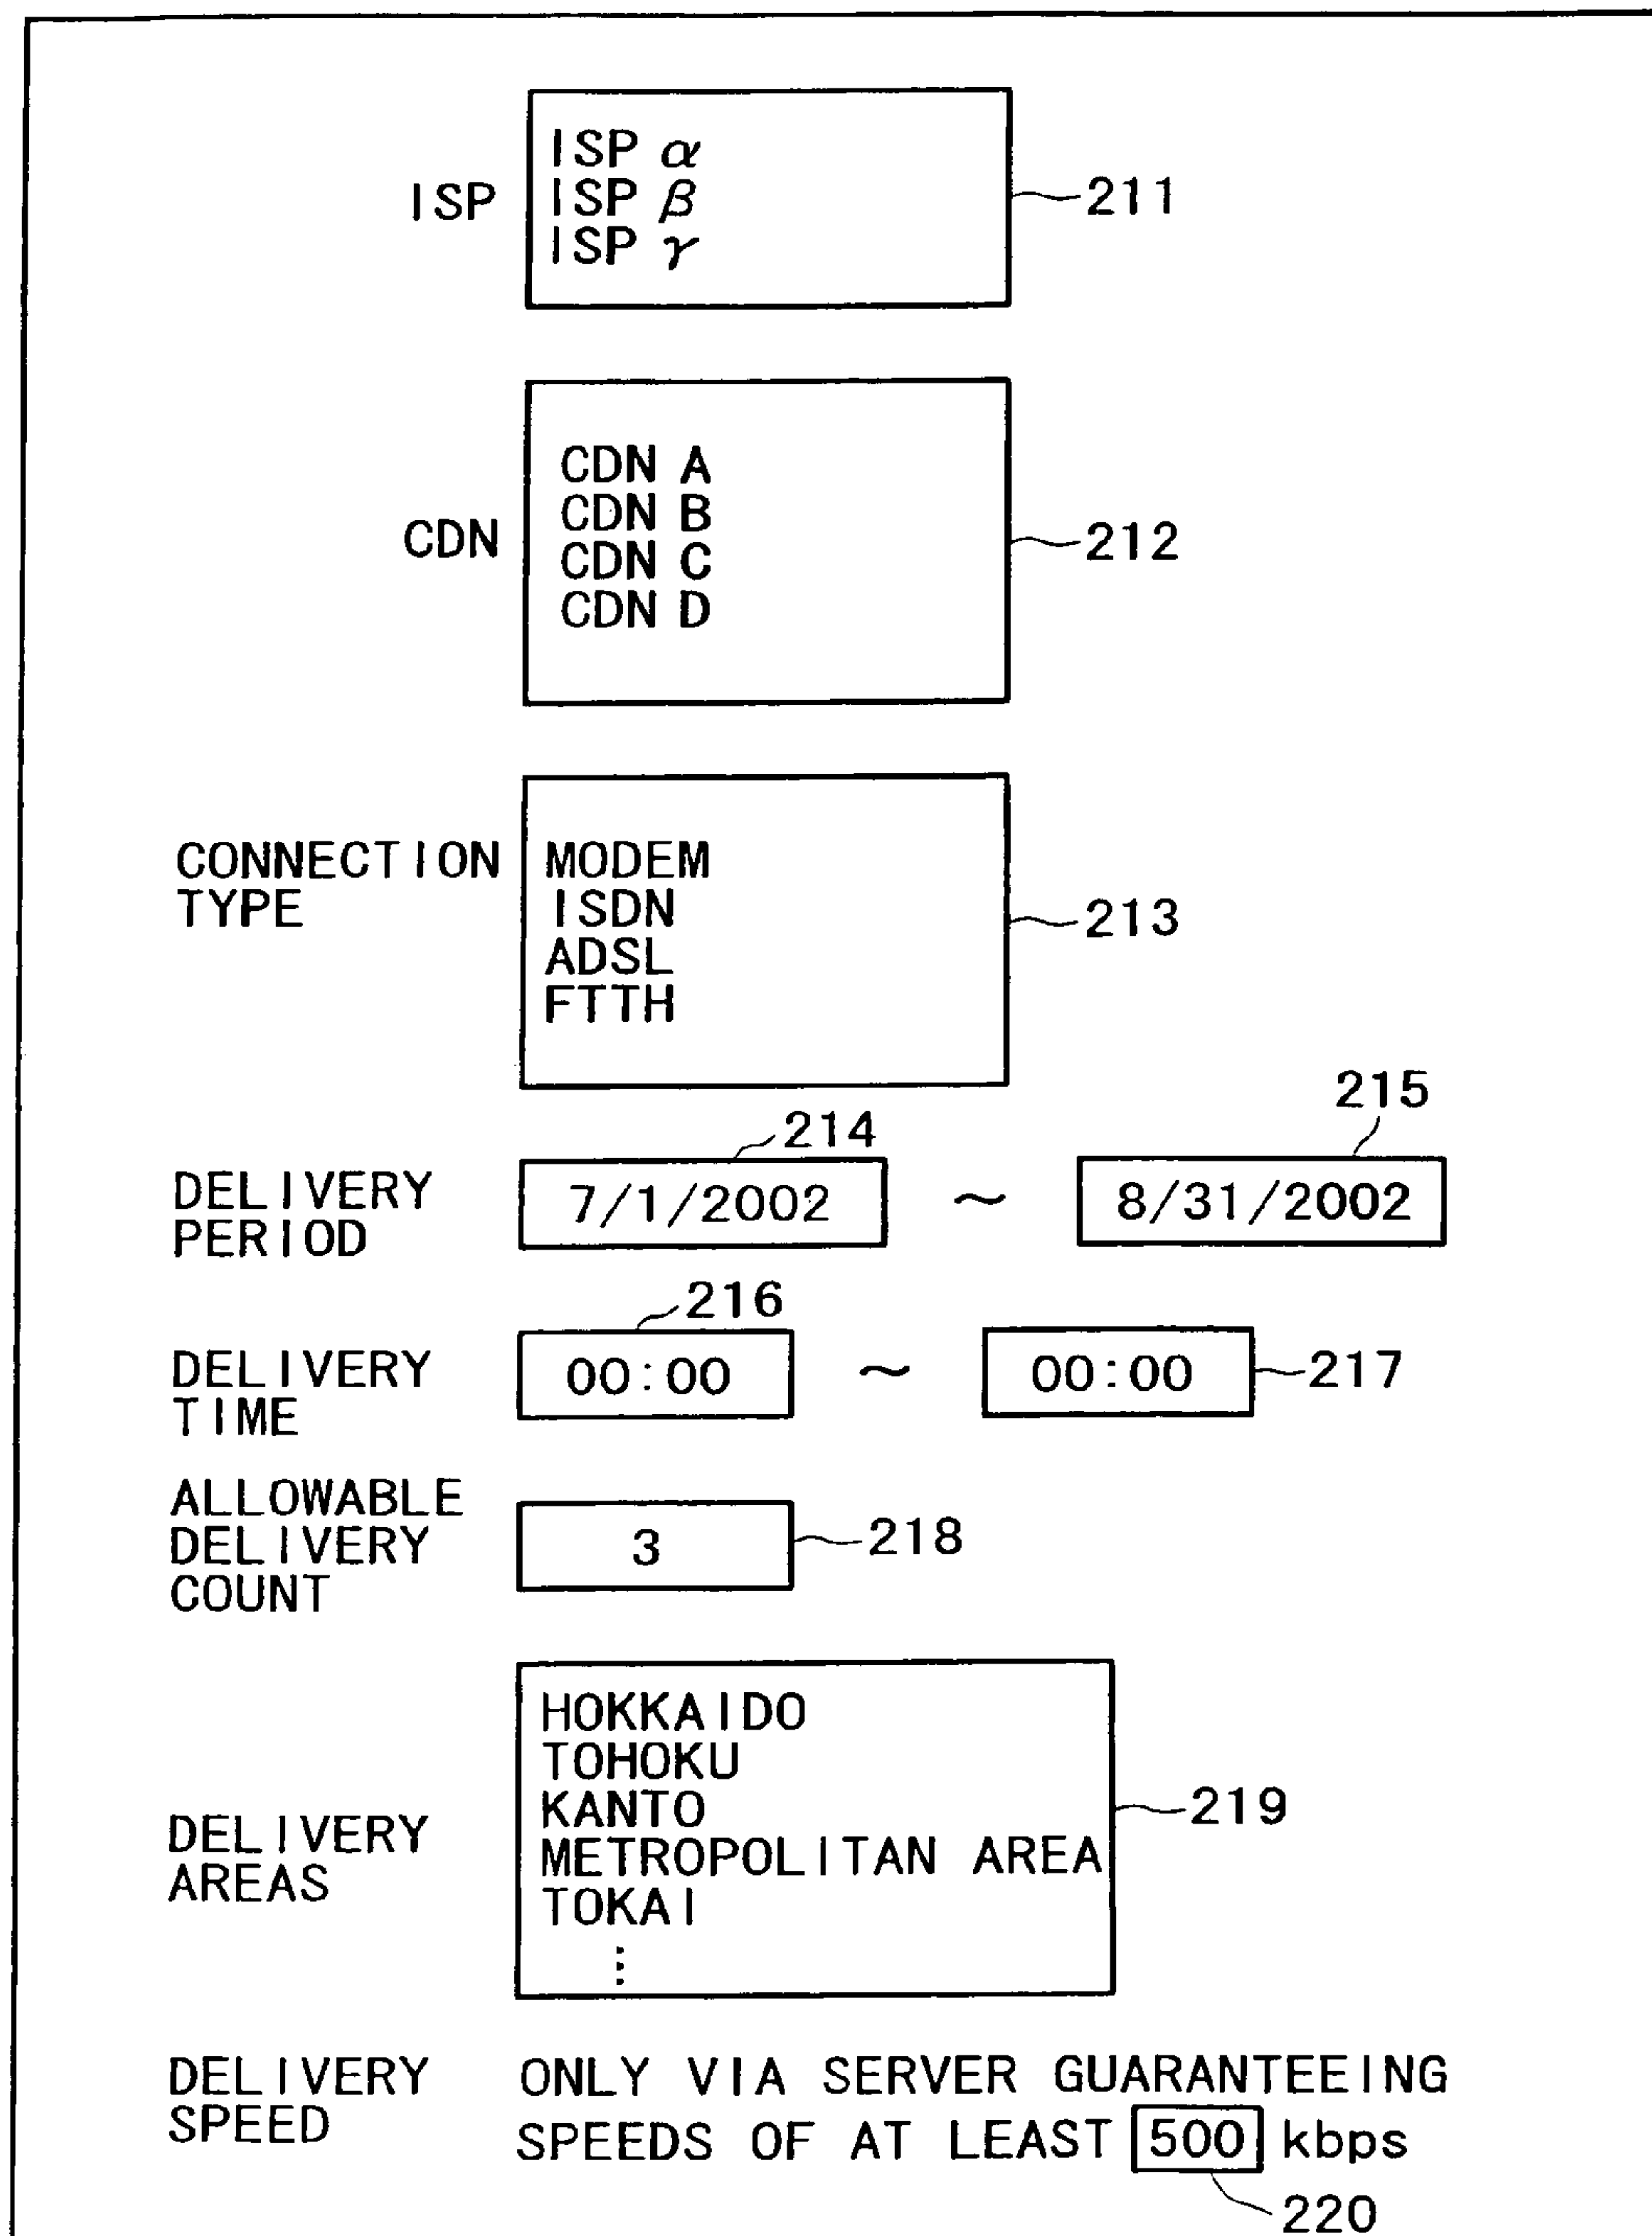 ISP α
ISP β
ISP γ
ISP
211
CDN A
CDN B
CDN C
CDN D
CDN
212
CONNECTION
TYPE
MODEM
ISDN
ADSL
FTTH
213
214
215
DELIVERY
PERIOD
7/1/2002 ~ 8/31/2002
216
DELIVERY
TIME
00:00 ~ 00:00
217
ALLOWABLE
DELIVERY
COUNT
3
218
DELIVERY
AREAS
HOKKAIDO
TOHOKU
KANTO
METROPOLITAN AREA
TOKAI
⋮
219
DELIVERY
SPEED
ONLY VIA SERVER GUARANTEEING
SPEEDS OF AT LEAST 500 kbps
220